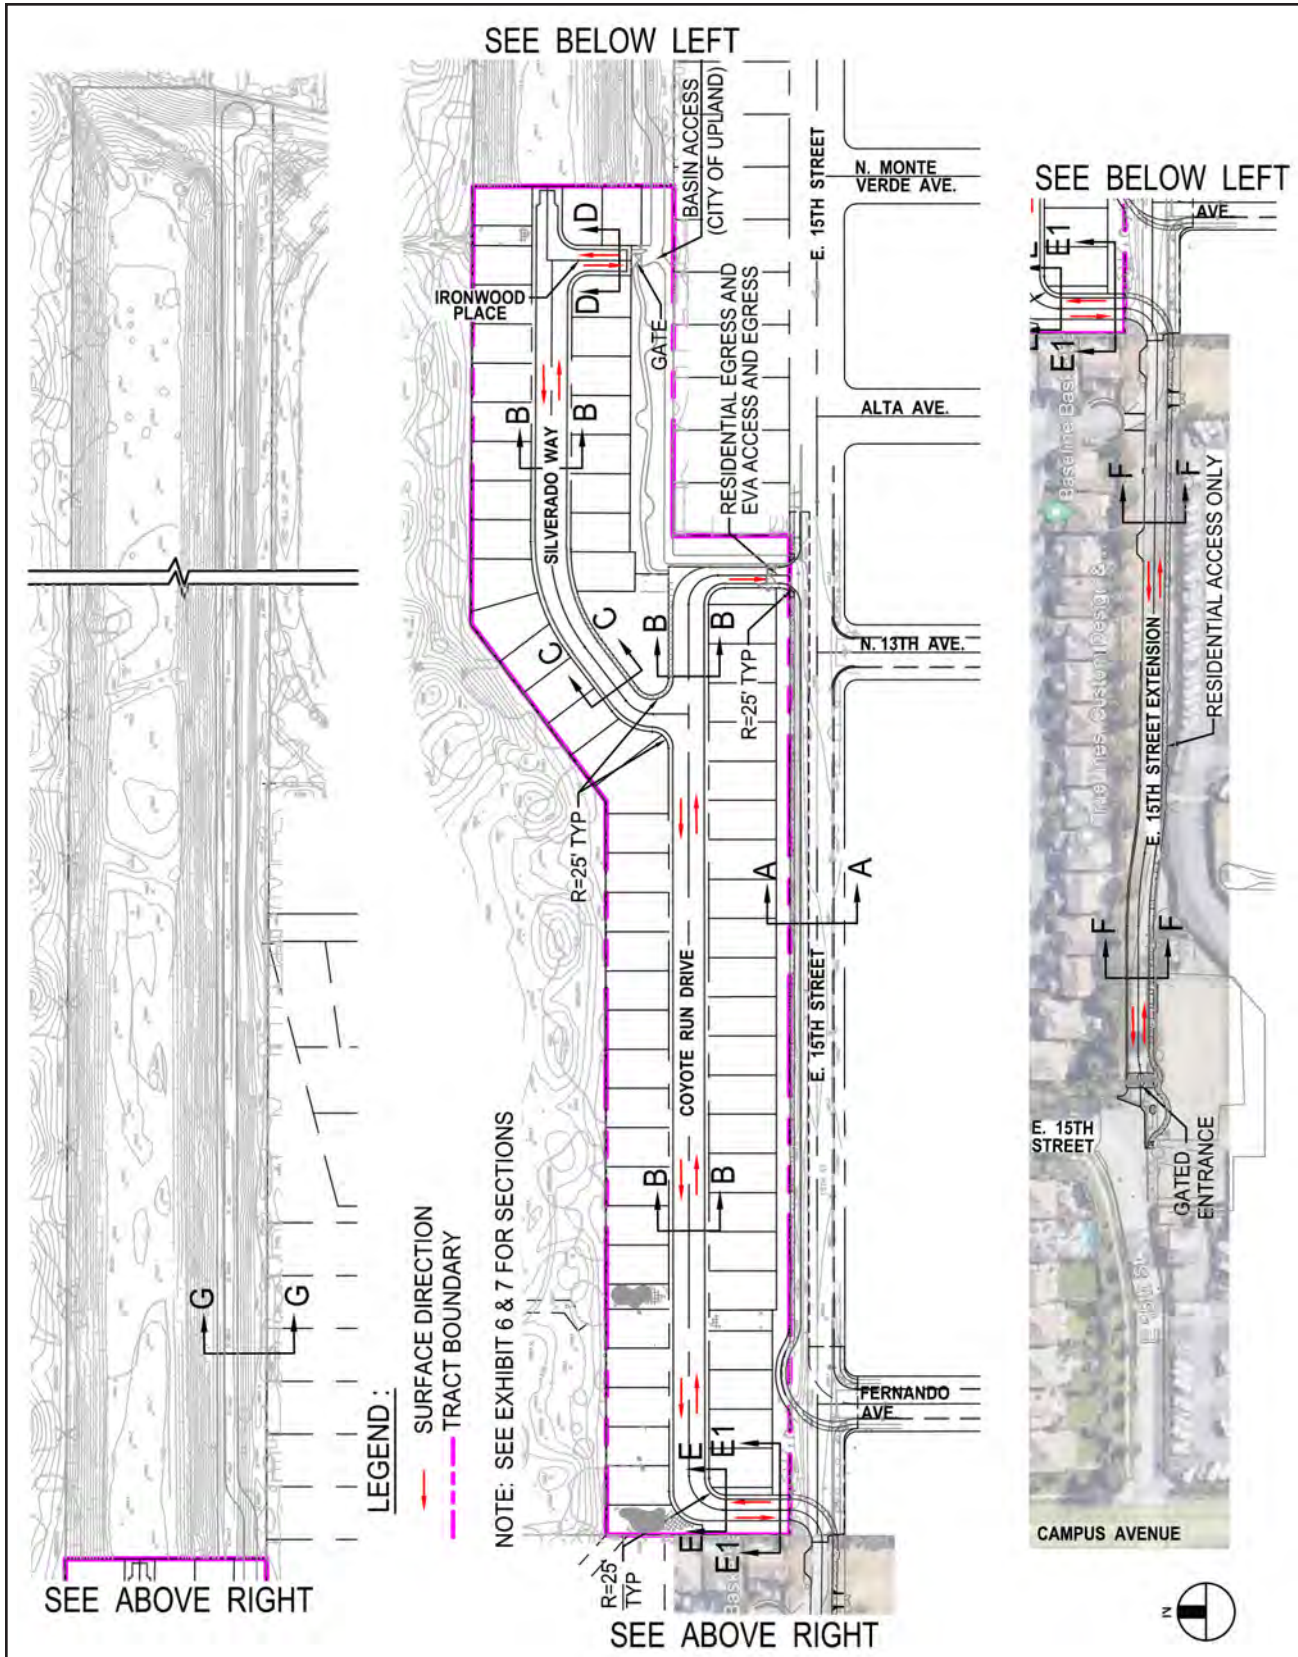 SEE BELOW LEFT
BASIN ACCESS
(CITY OF UPLAND)
E. 15TH STREET
N. MONTE
VERDE AVE.
SEE BELOW LEFT
AVE.
D
D
IRONWOOD
PLACE
GATE
RESIDENTIAL EGRESS AND
EVA ACCESS AND EGRESS
ALTA AVE.
B
B
SILVERADO WAY
C
C
B
B
R=25' TYP
N. 13TH AVE.
R=25' TYP
A
A
COYOTE RUN DRIVE
E. 15TH STREET
B
B
FERNANDO
AVE.
E
E1
E
E1
R=25'
TYP
SEE ABOVE RIGHT
G
G
LEGEND :
SURFACE DIRECTION
TRACT BOUNDARY
NOTE: SEE EXHIBIT 6 & 7 FOR SECTIONS
SEE ABOVE RIGHT
E1
E1
F
F
RESIDENTIAL ACCESS ONLY
E. 15TH STREET EXTENSION
F
F
E. 15TH
STREET
GATED
ENTRANCE
E 15th St
CAMPUS AVENUE
N